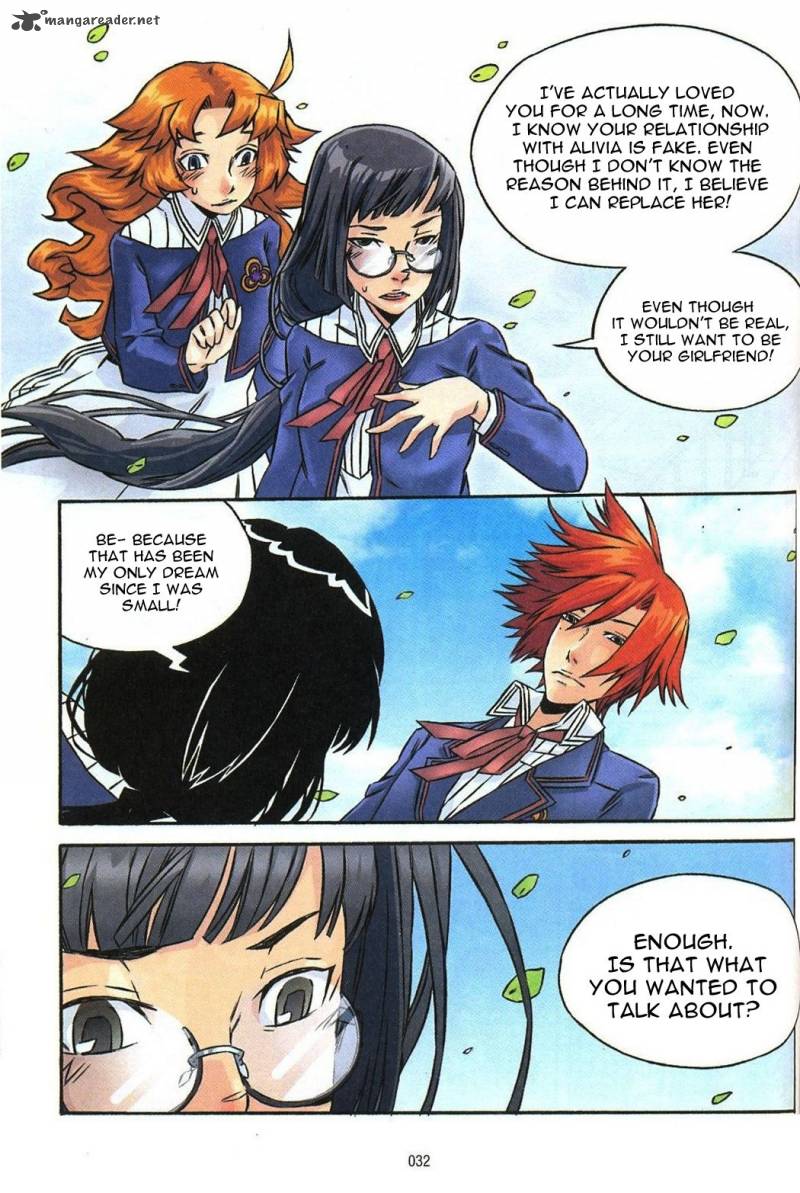 mangareader.net
I'VE ACTUALLY LOVED
YOU FOR A LONG TIME, NOW.
I KNOW YOUR RELATIONSHIP
WITH ALIVIA IS FAKE. EVEN
THOUGH I DON'T KNOW THE
REASON BEHIND IT, I BELIEVE
I CAN REPLACE HER!
EVEN THOUGH
IT WOULDN'T BE REAL,
I STILL WANT TO BE
YOUR GIRLFRIEND!
BE- BECAUSE
THAT HAS BEEN
MY ONLY DREAM
SINCE I WAS
SMALL!
ENOUGH.
IS THAT WHAT
YOU WANTED TO
TALK ABOUT?
032